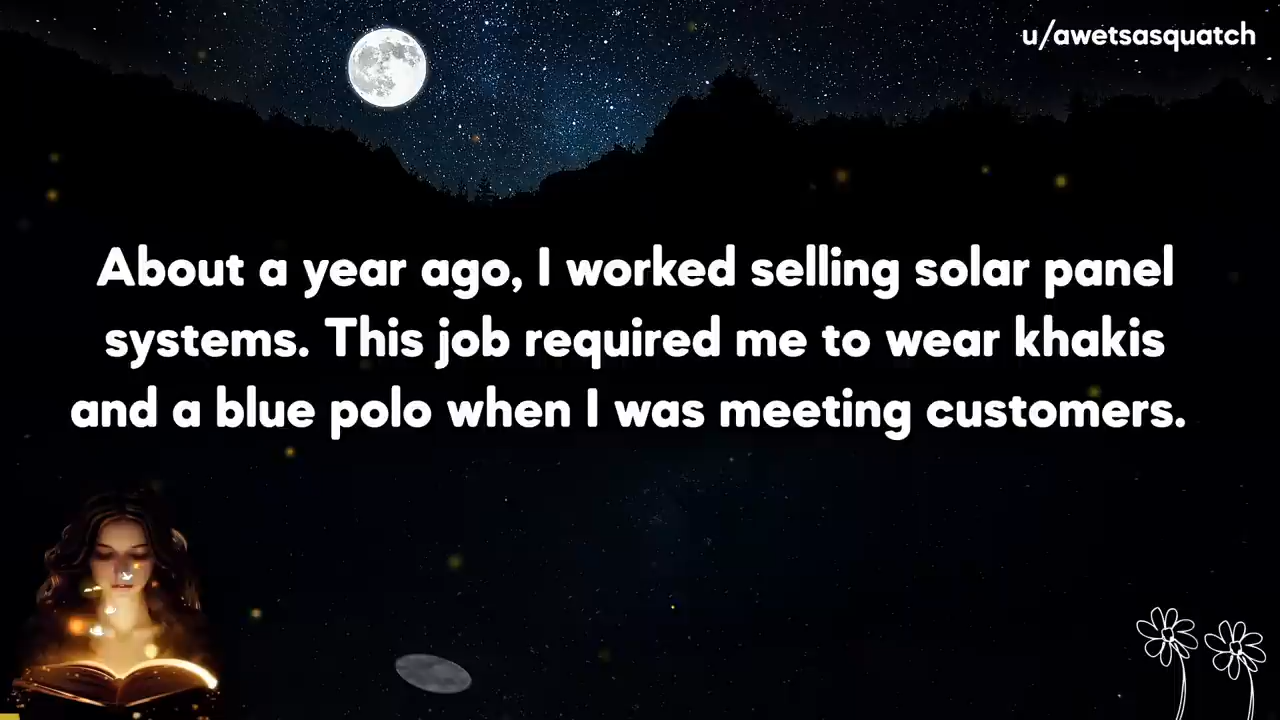 u/awetsasquatch
About a year ago, I worked selling solar panel
systems. This job required me to wear khakis
and a blue polo when I was meeting customers.